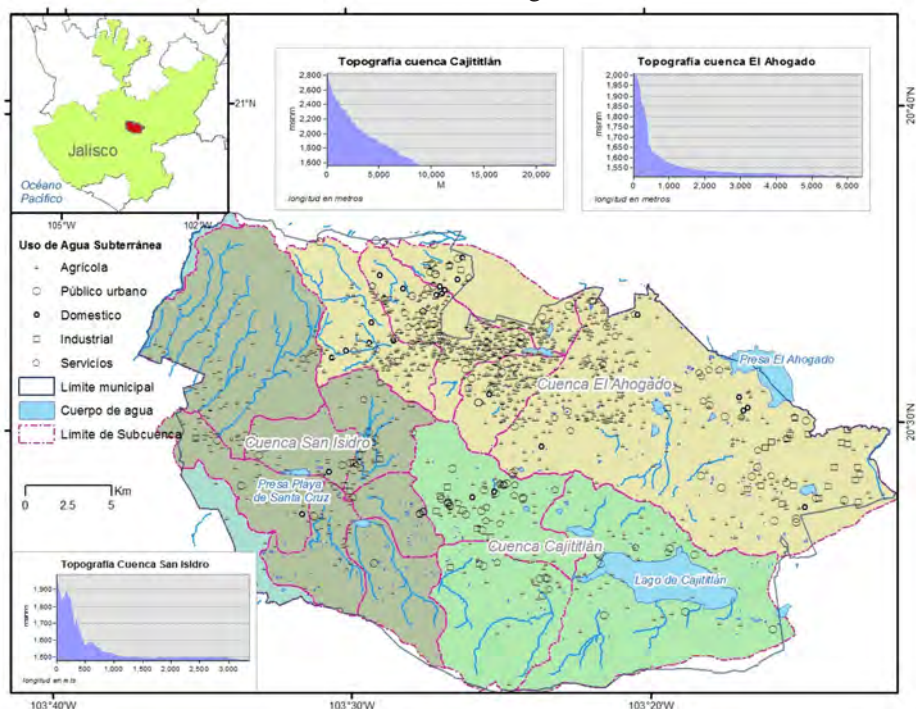 Jalisco
Océano
Pacífico
21°N
105°W
102°W
Topografía cuenca Cajititlán
msnm
2,800
2,600
2,400
2,200
2,000
1,800
1,600
0
5,000
10,000
15,000
20,000
M
longitud en metros
Topografía cuenca El Ahogado
msnm
2,000
1,950
1,900
1,850
1,800
1,750
1,700
1,650
1,600
1,550
0
1,000
2,000
3,000
4,000
5,000
6,000
longitud en metros
20°40'N
20°30'N
Uso de Agua Subterránea
Agrícola
Público urbano
Domestico
Industrial
Servicios
Límite municipal
Cuerpo de agua
Límite de Subcuenca
0 2.5 5 Km
Presa El Ahogado
Cuenca El Ahogado
Cuenca San Isidro
Presa Playa
de Santa Cruz
Cuenca Cajititlán
Lago de Cajititlán
Topografía Cuenca San Isidro
msnm
1,900
1,800
1,700
1,600
1,500
0
500
1,000
1,500
2,000
2,500
3,000
longitud en mts
103°40'W
103°30'W
103°20'W